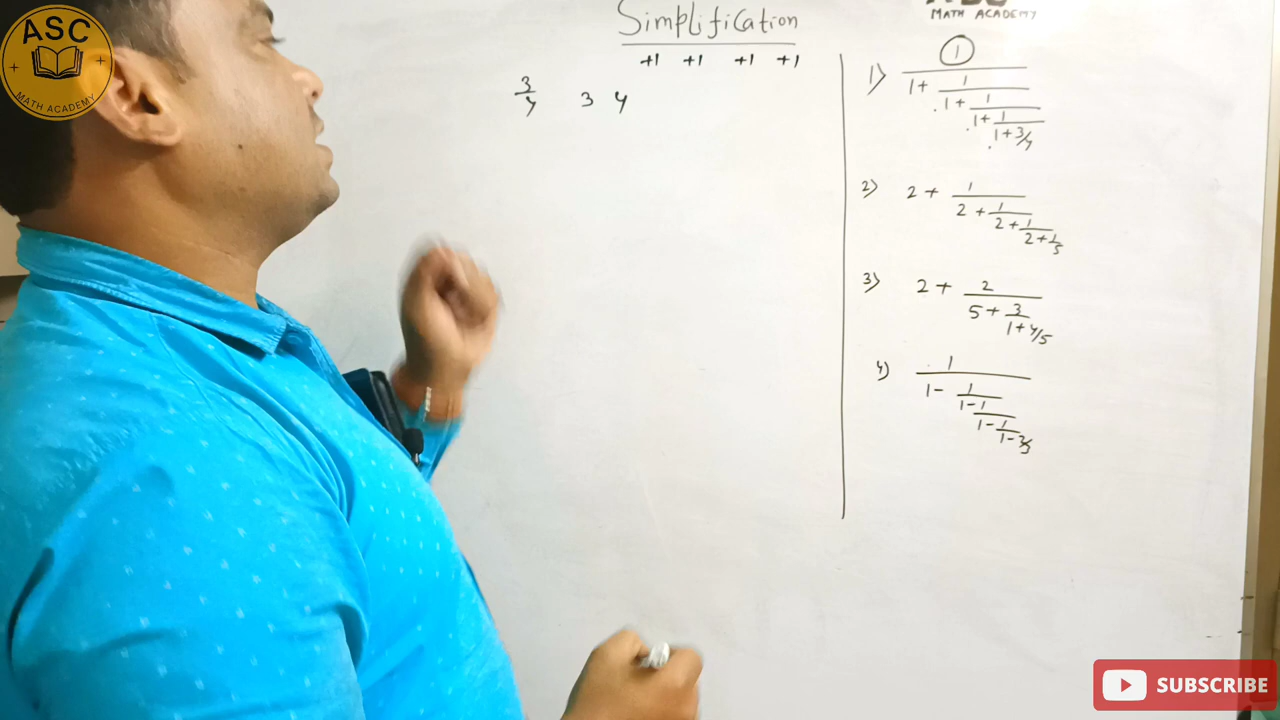 ASC
MATH ACADEMY
Simplification
MATH ACADEMY
+1 +1 +1 +1
3/4 3 4
1) 1/(1+1/(1+1/(1+1/(1+3/4))))
2) 2+1/(2+1/(2+1/(2+1/5)))
3) 2+2/(5+3/(1+4/5))
4) 1/(1-1/(1-1/(1-1/(1-3/5))))
SUBSCRIBE